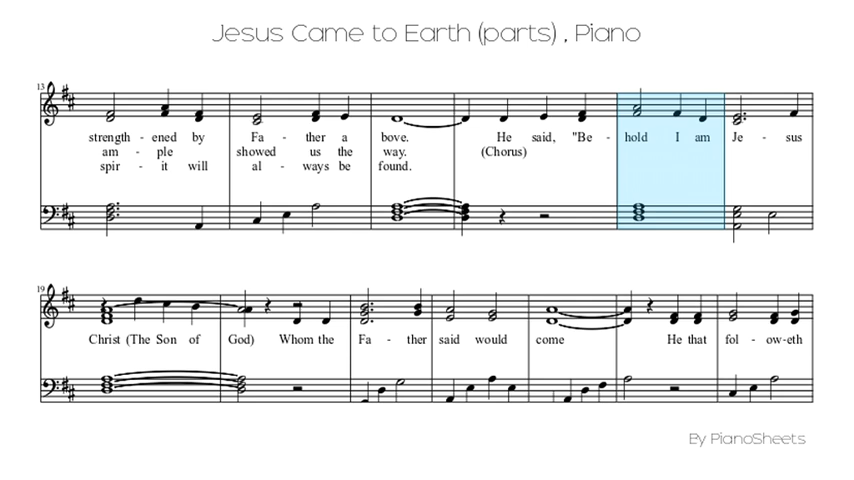 Jesus Came to Earth (parts) , Piano
13
strength - ened by Fa - ther a bove. He said, "Be - hold I am Je - sus
am - ple showed us the way. (Chorus)
spir - it will al - ways be found.
19
Christ (The Son of God) Whom the Fa - ther said would come He that fol - ow-eth
By PianoSheets